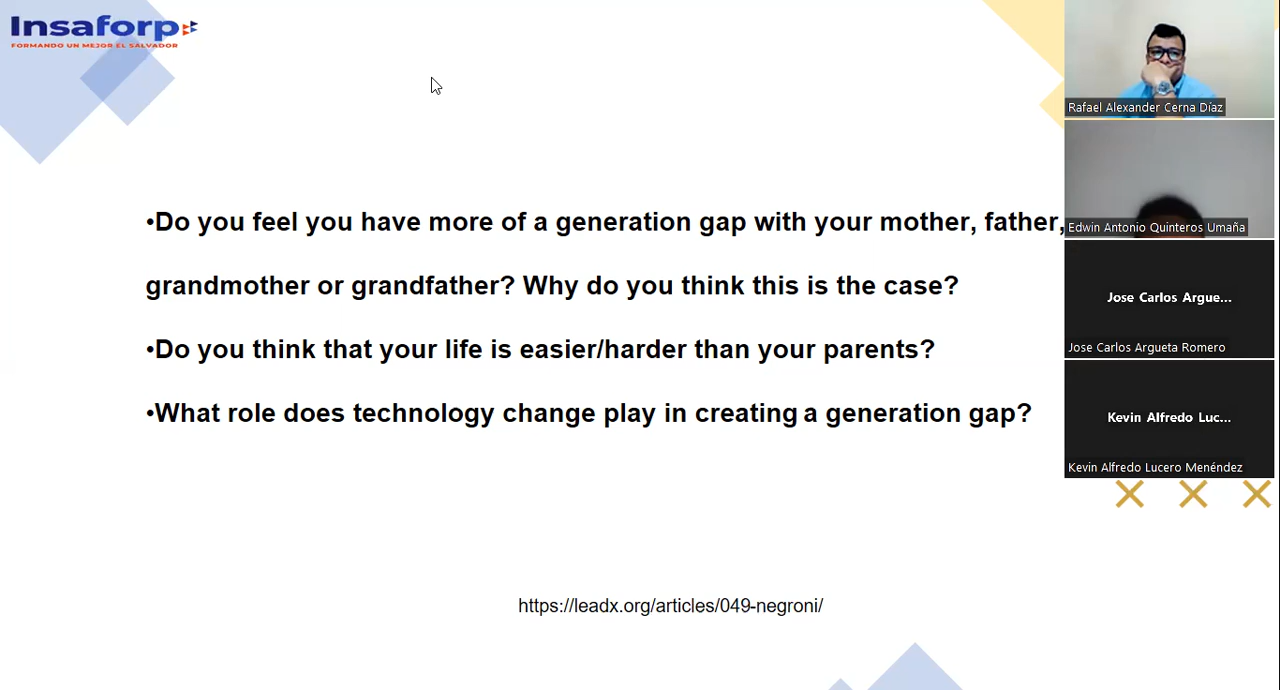 Insaforp
FORMANDO UN MEJOR EL SALVADOR
•Do you feel you have more of a generation gap with your mother, father,
grandmother or grandfather? Why do you think this is the case?
•Do you think that your life is easier/harder than your parents?
•What role does technology change play in creating a generation gap?
https://leadx.org/articles/049-negroni/
Rafael Alexander Cerna Díaz
Edwin Antonio Quinteros Umaña
Jose Carlos Argue...
Jose Carlos Argueta Romero
Kevin Alfredo Luc...
Kevin Alfredo Lucero Menéndez